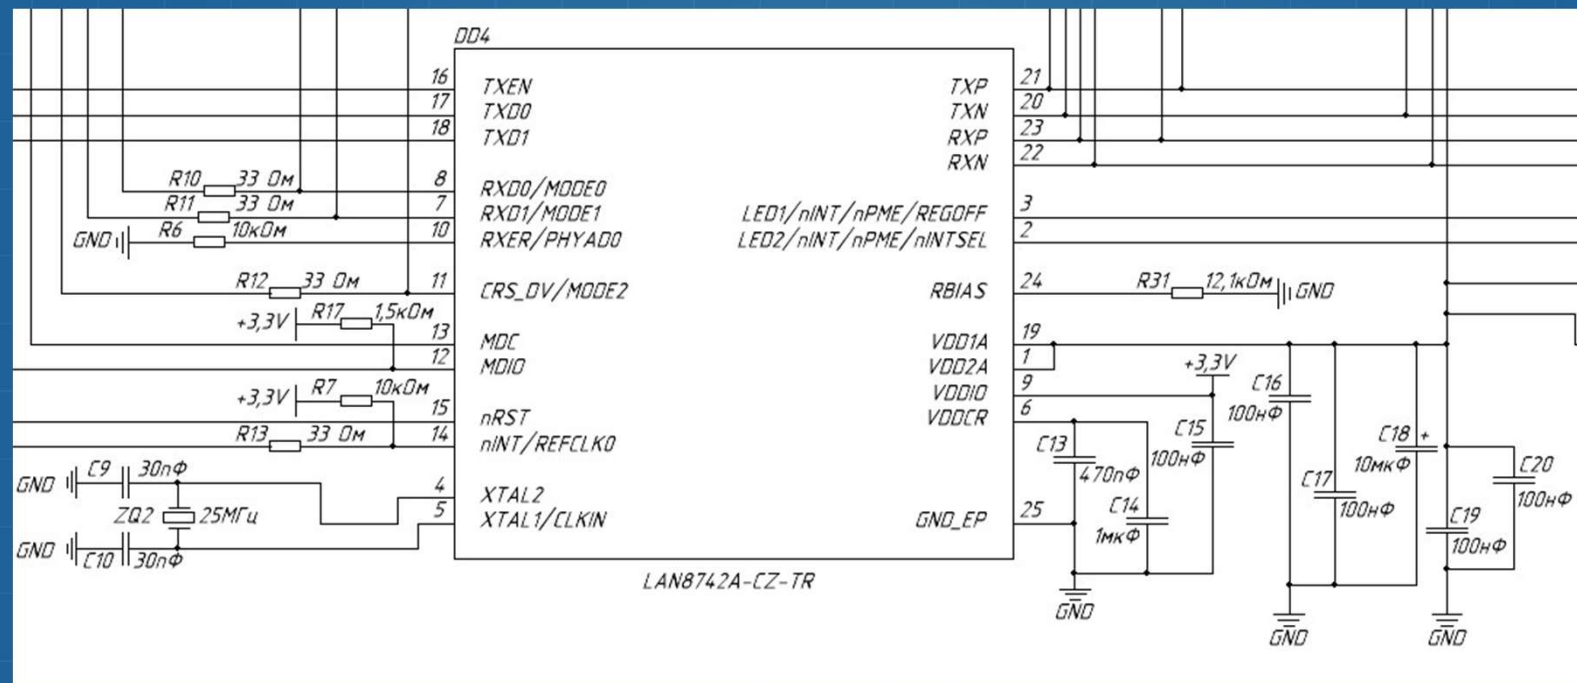 DD4
16 TXEN TXP 21
17 TXD0 TXN 20
18 TXD1 RXP 23
RXN 22
R10 33 Ом 8 RXD0/MODE0
R11 33 Ом 7 RXD1/MODE1 LED1/nINT/nPME/REGOFF 3
GND R6 10кОм 10 RXER/PHYAD0 LED2/nINT/nPME/nINTSEL 2
R12 33 Ом 11 CRS_DV/MODE2 RBIAS 24 R31 12,1кОм GND
+3,3V R17 1,5кОм
13 MDC VDD1A 19
12 MDIO VDD2A 1
+3,3V
+3,3V R7 10кОм VDDIO 9
C16
100нФ
15 nRST VDDCR 6
R13 33 Ом 14 nINT/REFCLK0
C13
470пФ
C15
100нФ
C18 +
10мкФ
GND C9 30пФ
4 XTAL2
ZQ2 25МГц
5 XTAL1/CLKIN GND_EP 25
C14
1мкФ
C17
100нФ
C20
100нФ
C19
100нФ
GND C10 30пФ
LAN8742A-CZ-TR
GND
GND
GND